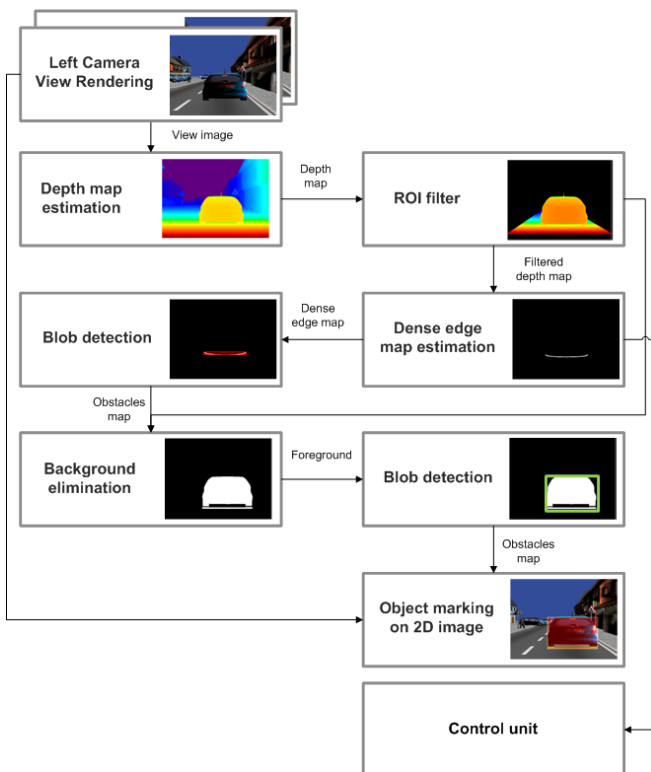 Left Camera
View Rendering
View image
Depth map
estimation
Depth
map
ROI filter
Filtered
depth map
Dense edge
map estimation
Dense
edge map
Blob detection
Obstacles
map
Background
elimination
Foreground
Blob detection
Obstacles
map
Object marking
on 2D image
Control unit